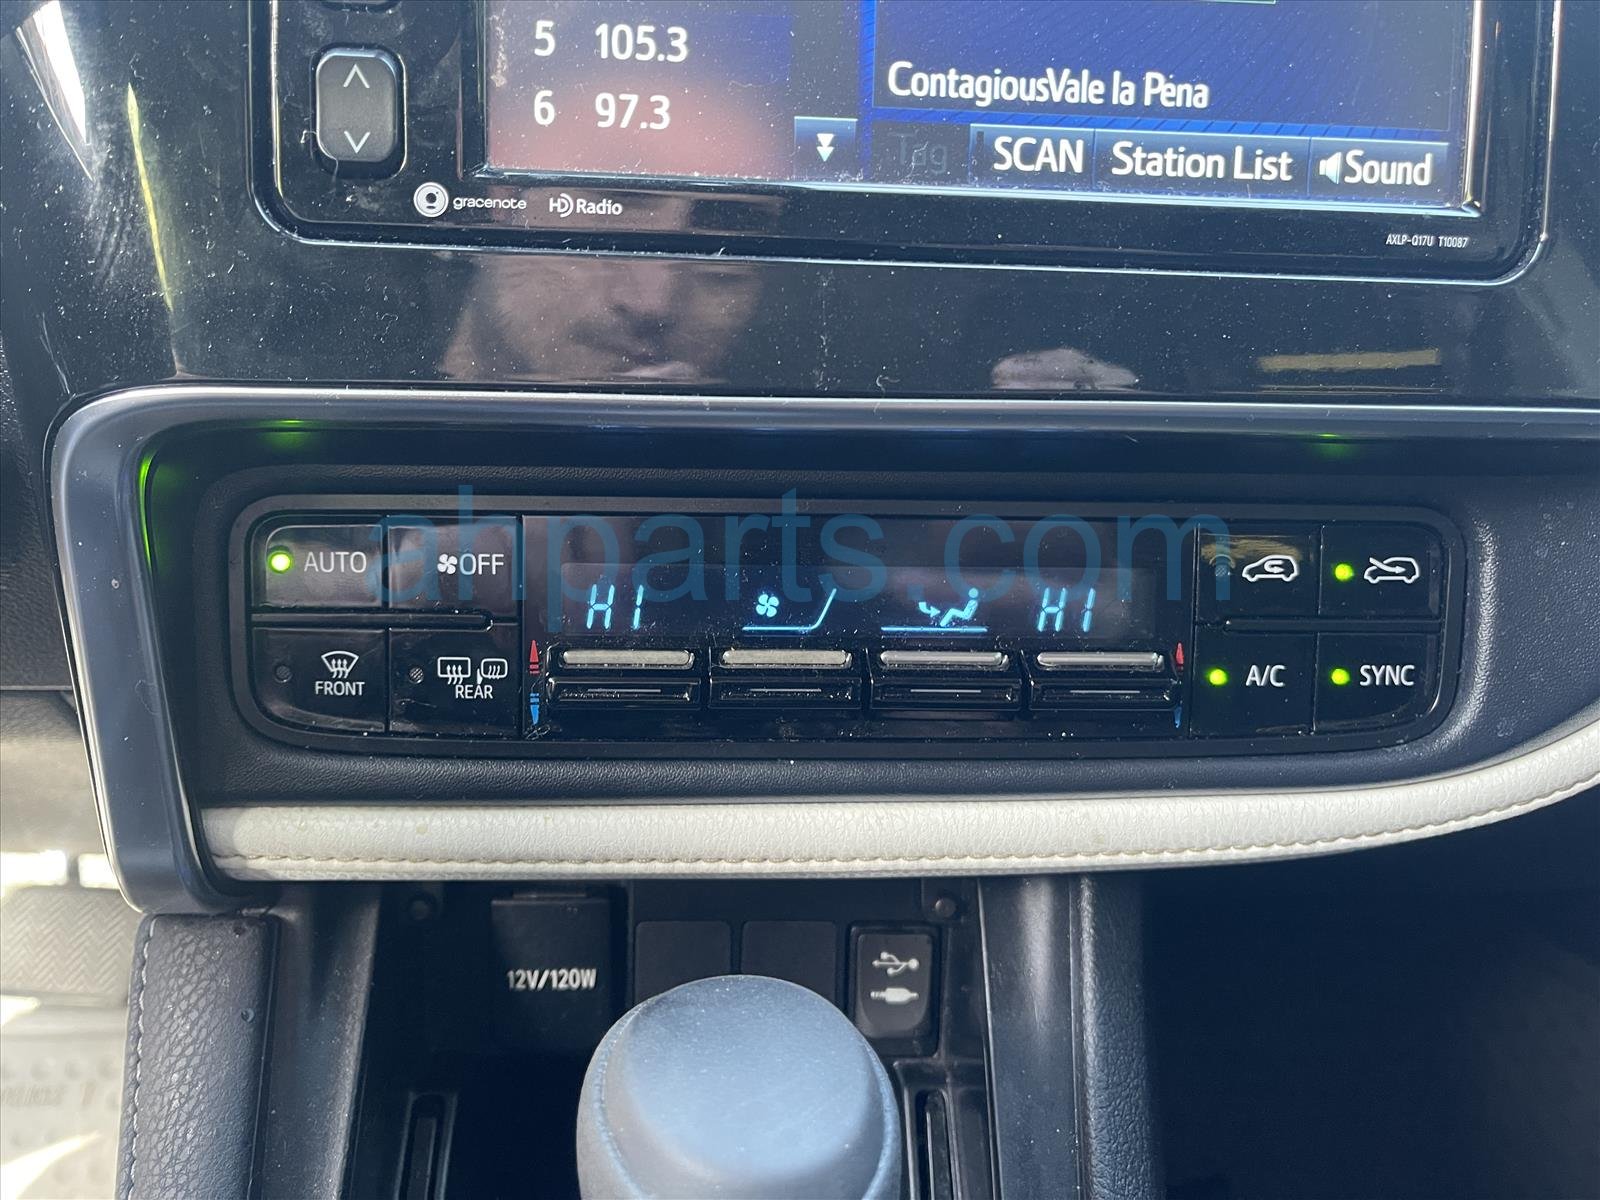 5 105.3
6 97.3
ContagiousVale la Pena
Tag SCAN Station List Sound
gracenote HD Radio
AXLP-Q17U T10087
ahparts.com
AUTO OFF
HI HI
FRONT REAR A/C SYNC
12V/120W